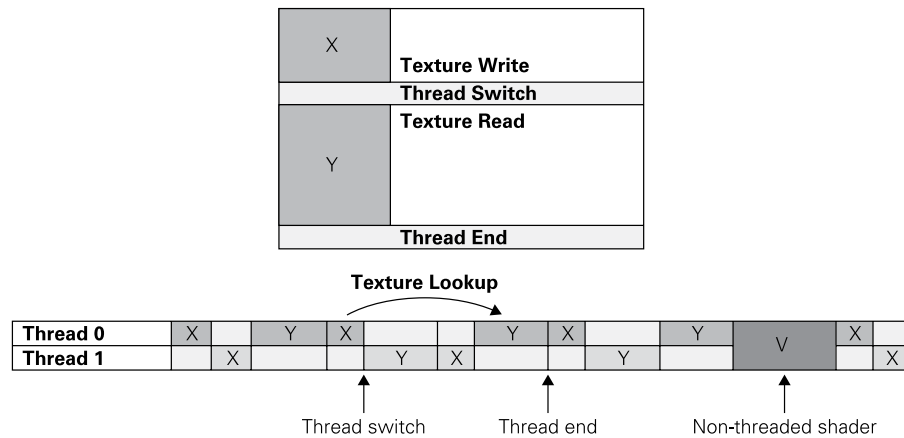 X
Texture Write
Thread Switch
Texture Read
Y
Thread End
Texture Lookup
Thread 0 X Y X Y X Y V X
Thread 1 X Y X Y X
Thread switch Thread end Non-threaded shader